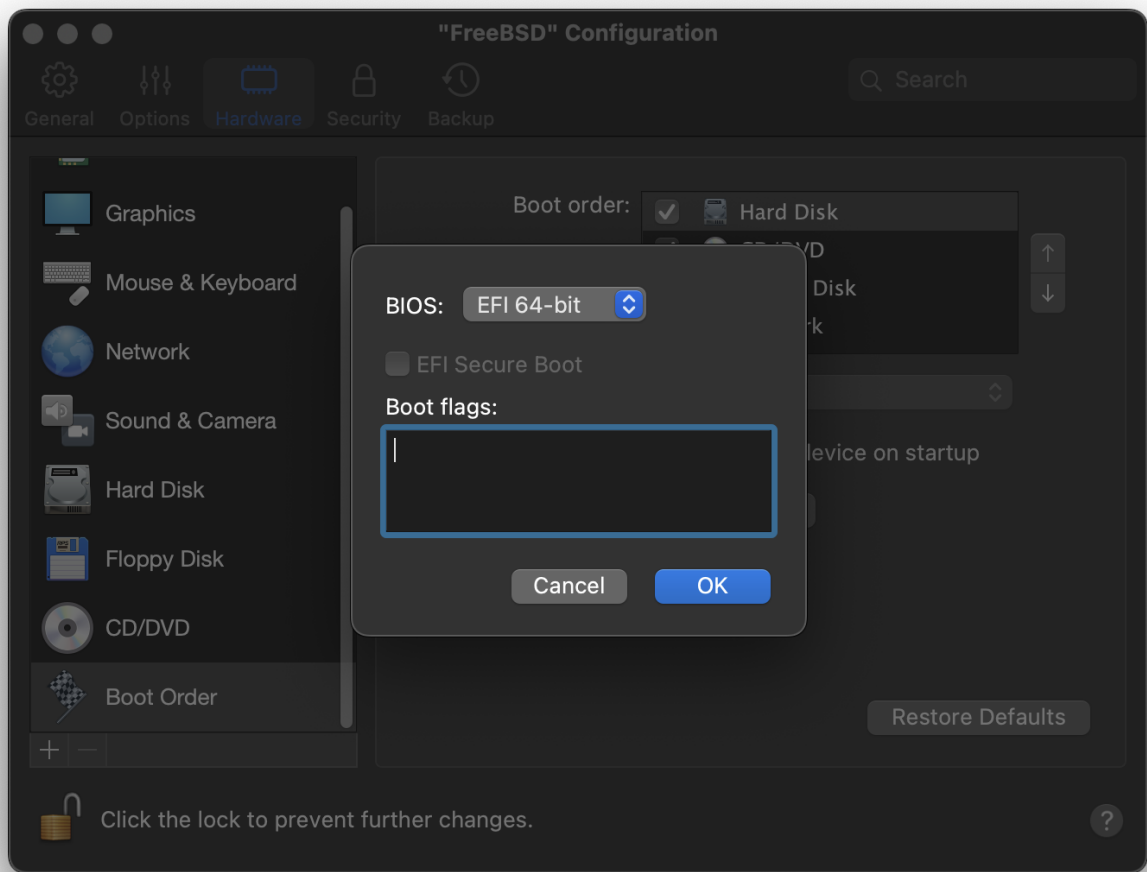 "FreeBSD" Configuration
General
Options
Hardware
Security
Backup
Search
Graphics
Mouse & Keyboard
Network
Sound & Camera
Hard Disk
Floppy Disk
CD/DVD
Boot Order
Boot order:
Hard Disk
CD/DVD
Disk
BIOS:
EFI 64-bit
EFI Secure Boot
Boot flags:
on startup
Cancel
OK
Restore Defaults
Click the lock to prevent further changes.
?